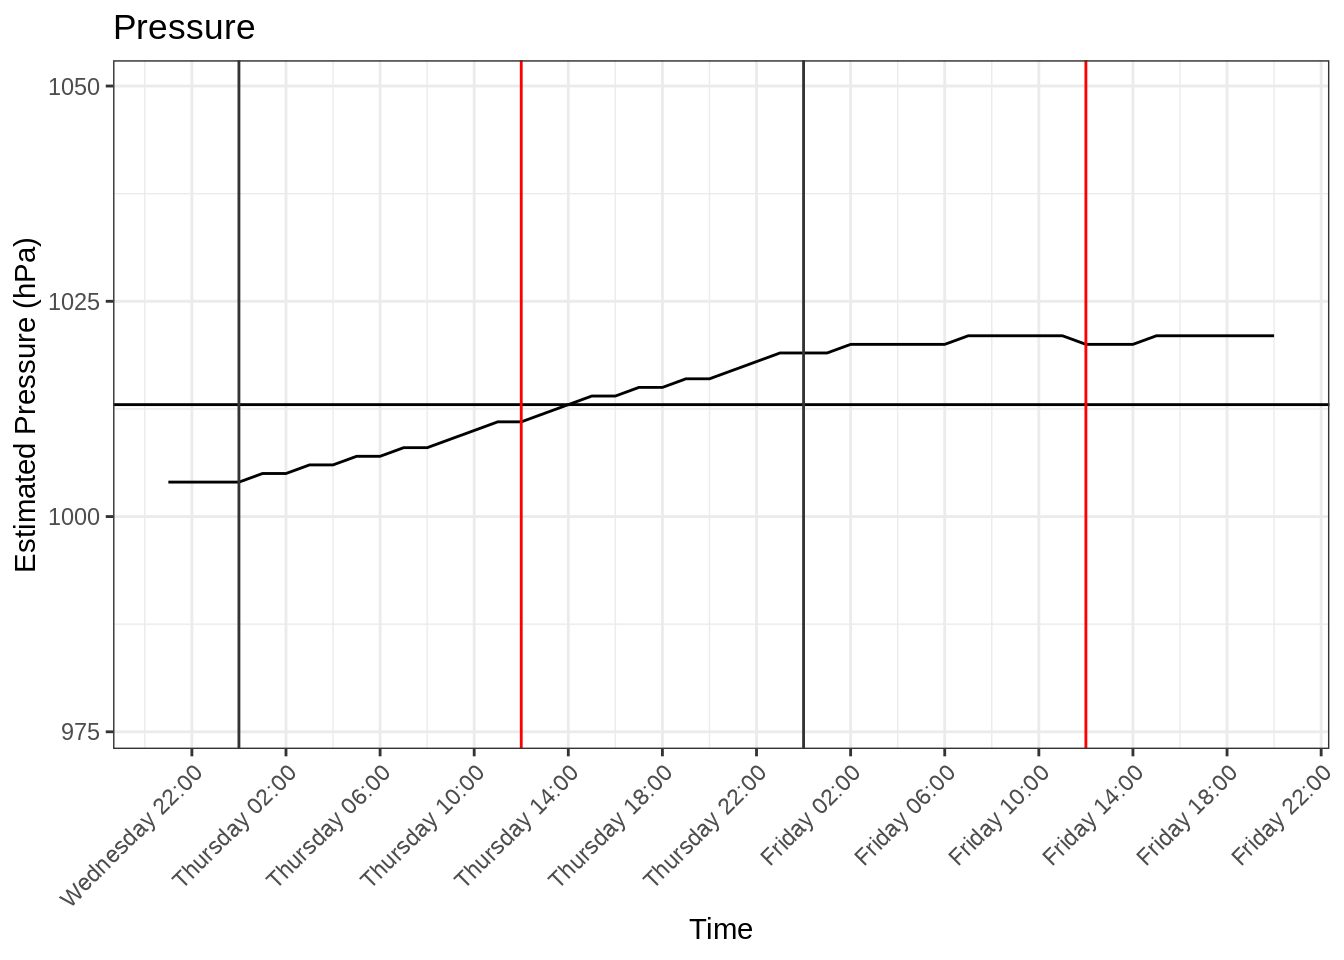 Pressure
1050
1025
1000
975
Estimated Pressure (hPa)
Wednesday 22:00
Thursday 02:00
Thursday 06:00
Thursday 10:00
Thursday 14:00
Thursday 18:00
Thursday 22:00
Friday 02:00
Friday 06:00
Friday 10:00
Friday 14:00
Friday 18:00
Friday 22:00
Time